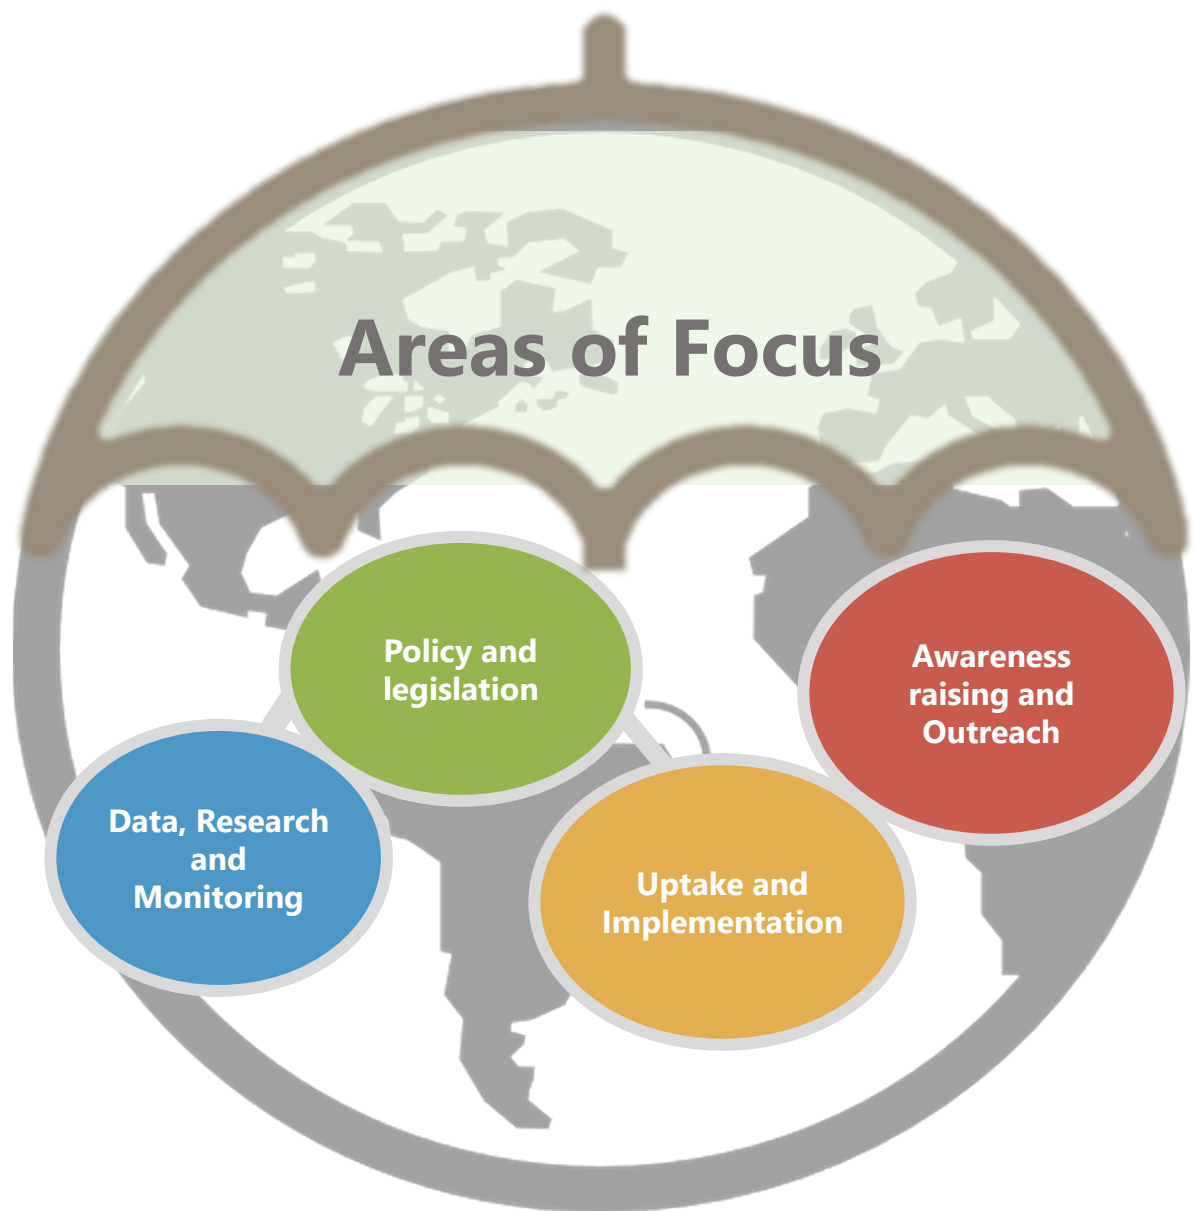 Areas of Focus
Policy and
legislation
Awareness
raising and
Outreach
Data, Research
and
Monitoring
Uptake and
Implementation